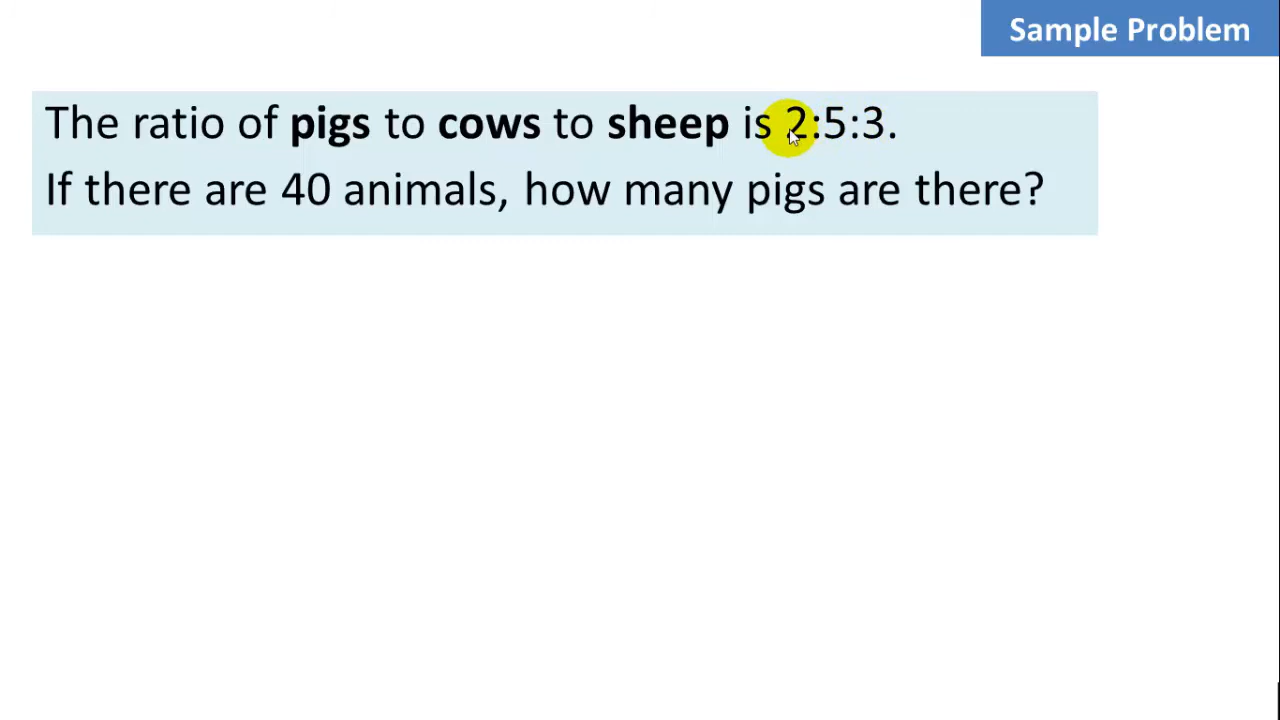 Sample Problem
The ratio of pigs to cows to sheep is 2:5:3.
If there are 40 animals, how many pigs are there?